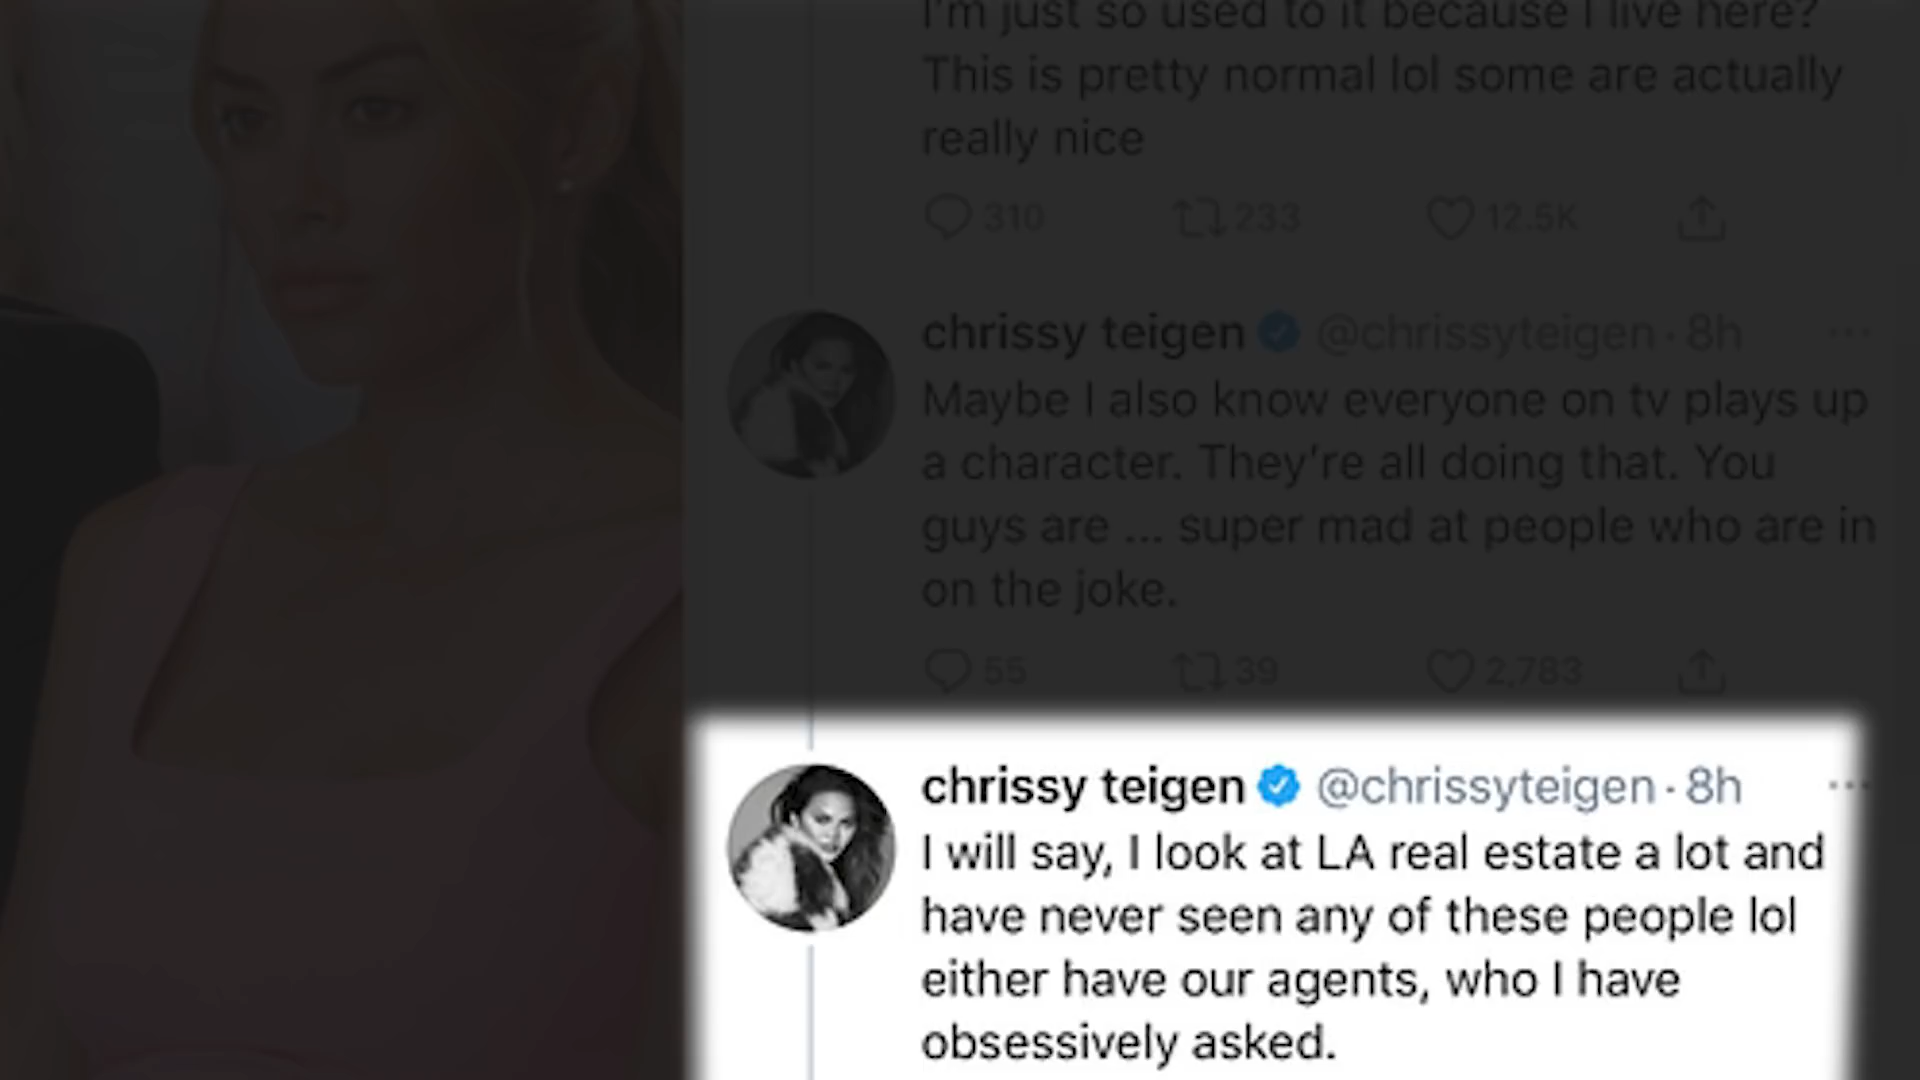 I'm just so used to it because I live here?
This is pretty normal lol some are actually
really nice
310 233 12.5K
chrissy teigen @chrissyteigen · 8h ...
Maybe I also know everyone on tv plays up
a character. They're all doing that. You
guys are ... super mad at people who are in
on the joke.
55 39 2,783
chrissy teigen @chrissyteigen · 8h ...
I will say, I look at LA real estate a lot and
have never seen any of these people lol
either have our agents, who I have
obsessively asked.